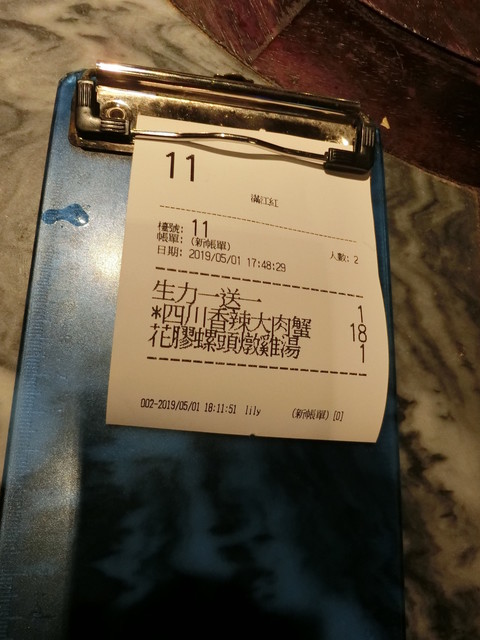 11
滿江紅
檯號: 11
帳單: (新帳單) 人數: 2
日期: 2019/05/01 17:48:29
生力一送一 1
*四川香辣大肉蟹 18
花膠螺頭燉雞湯 1
002-2019/05/01 18:11:51 lily (新帳單) [0]